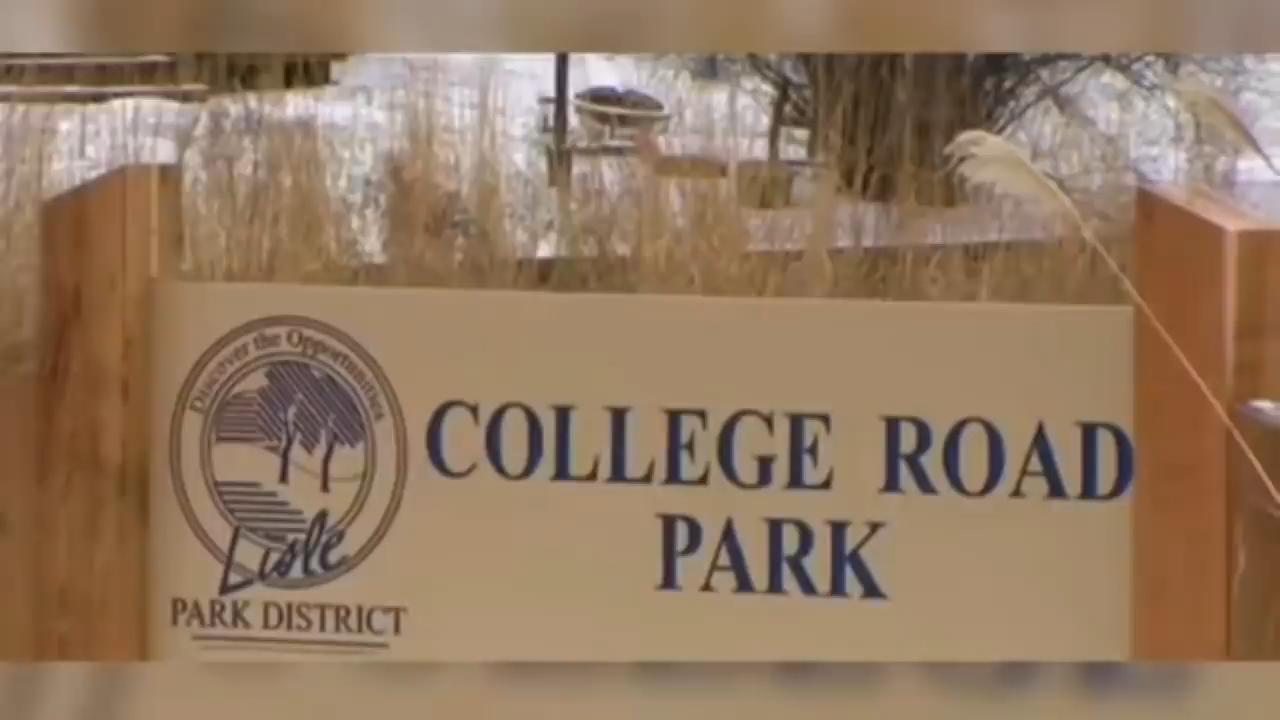 Discover the Opportunities
Lisle
PARK DISTRICT
COLLEGE ROAD
PARK